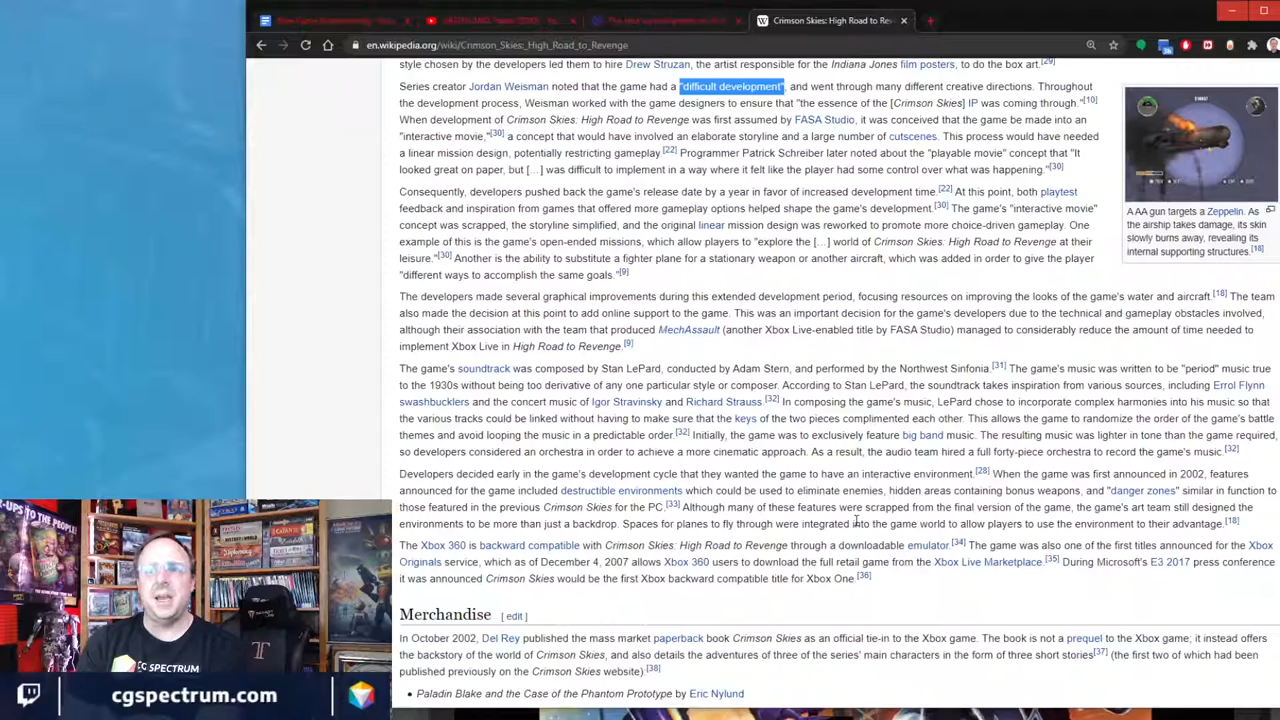 Crimson Skies: High Road to Rev
en.wikipedia.org/wiki/Crimson_Skies:_High_Road_to_Revenge
style chosen by the developers led them to hire Drew Struzan, the artist responsible for the Indiana Jones film posters, to do the box art.[29]
Series creator Jordan Weisman noted that the game had a "difficult development", and went through many different creative directions. Throughout
the development process, Weisman worked with the game designers to ensure that "the essence of the [Crimson Skies] IP was coming through."[10]
When development of Crimson Skies: High Road to Revenge was first assumed by FASA Studio, it was conceived that the game be made into an
"interactive movie,"[30] a concept that would have involved an elaborate storyline and a large number of cutscenes. This process would have needed
a linear mission design, potentially restricting gameplay.[22] Programmer Patrick Schreiber later noted about the "playable movie" concept that "It
looked great on paper, but [...] was difficult to implement in a way where it felt like the player had some control over what was happening."[30]
Consequently, developers pushed back the game's release date by a year in favor of increased development time.[22] At this point, both playtest
feedback and inspiration from games that offered more gameplay options helped shape the game's development.[30] The game's "interactive movie"
concept was scrapped, the storyline simplified, and the original linear mission design was reworked to promote more choice-driven gameplay. One
example of this is the game's open-ended missions, which allow players to "explore the [...] world of Crimson Skies: High Road to Revenge at their
leisure."[30] Another is the ability to substitute a fighter plane for a stationary weapon or another aircraft, which was added in order to give the player
"different ways to accomplish the same goals."[9]
A AA gun targets a Zeppelin. As
the airship takes damage, its skin
slowly burns away, revealing its
internal supporting structures.[18]
The developers made several graphical improvements during this extended development period, focusing resources on improving the looks of the game's water and aircraft.[18] The team
also made the decision at this point to add online support to the game. This was an important decision for the game's developers due to the technical and gameplay obstacles involved,
although their association with the team that produced MechAssault (another Xbox Live-enabled title by FASA Studio) managed to considerably reduce the amount of time needed to
implement Xbox Live in High Road to Revenge.[9]
The game's soundtrack was composed by Stan LePard, conducted by Adam Stern, and performed by the Northwest Sinfonia.[31] The game's music was written to be "period" music true
to the 1930s without being too derivative of any one particular style or composer. According to Stan LePard, the soundtrack takes inspiration from various sources, including Errol Flynn
swashbucklers and the concert music of Igor Stravinsky and Richard Strauss.[32] In composing the game's music, LePard chose to incorporate complex harmonies into his music so that
the various tracks could be linked without having to make sure that the keys of the two pieces complimented each other. This allows the game to randomize the order of the game's battle
themes and avoid looping the music in a predictable order.[32] Initially, the game was to exclusively feature big band music. The resulting music was lighter in tone than the game required,
so developers considered an orchestra in order to achieve a more cinematic approach. As a result, the audio team hired a full forty-piece orchestra to record the game's music.[32]
Developers decided early in the game's development cycle that they wanted the game to have an interactive environment.[28] When the game was first announced in 2002, features
announced for the game included destructible environments which could be used to eliminate enemies, hidden areas containing bonus weapons, and "danger zones" similar in function to
those featured in the previous Crimson Skies for the PC.[33] Although many of these features were scrapped from the final version of the game, the game's art team still designed the
environments to be more than just a backdrop. Spaces for planes to fly through were integrated into the game world to allow players to use the environment to their advantage.[18]
The Xbox 360 is backward compatible with Crimson Skies: High Road to Revenge through a downloadable emulator.[34] The game was also one of the first titles announced for the Xbox
Originals service, which as of December 4, 2007 allows Xbox 360 users to download the full retail game from the Xbox Live Marketplace.[35] During Microsoft's E3 2017 press conference
it was announced Crimson Skies would be the first Xbox backward compatible title for Xbox One.[36]
Merchandise [ edit ]
In October 2002, Del Rey published the mass market paperback book Crimson Skies as an official tie-in to the Xbox game. The book is not a prequel to the Xbox game; it instead offers
the backstory of the world of Crimson Skies, and also details the adventures of three of the series' main characters in the form of three short stories[37] (the first two of which had been
published previously on the Crimson Skies website).[38]
• Paladin Blake and the Case of the Phantom Prototype by Eric Nylund
CG SPECTRUM
cgspectrum.com